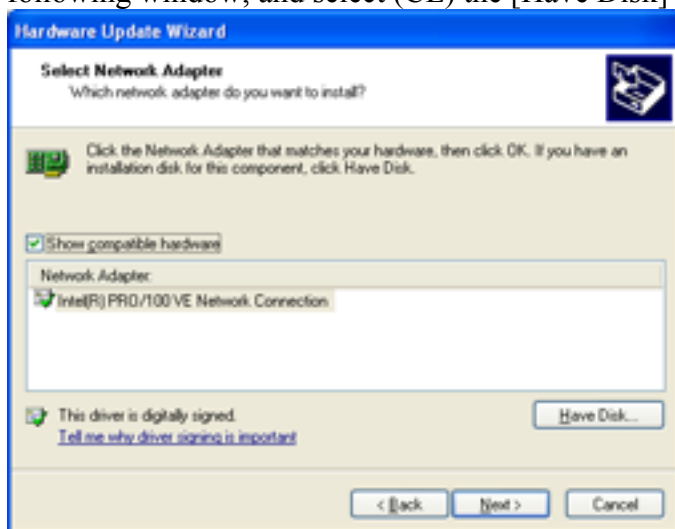 following window, and select (CL) the [Have Disk]
Hardware Update Wizard
Select Network Adapter
Which network adapter do you want to install?
Click the Network Adapter that matches your hardware, then click OK. If you have an
installation disk for this component, click Have Disk.
Show compatible hardware
Network Adapter:
Intel(R) PRO/100 VE Network Connection
This driver is digitally signed.
Have Disk...
Tell me why driver signing is important
< Back
Next >
Cancel